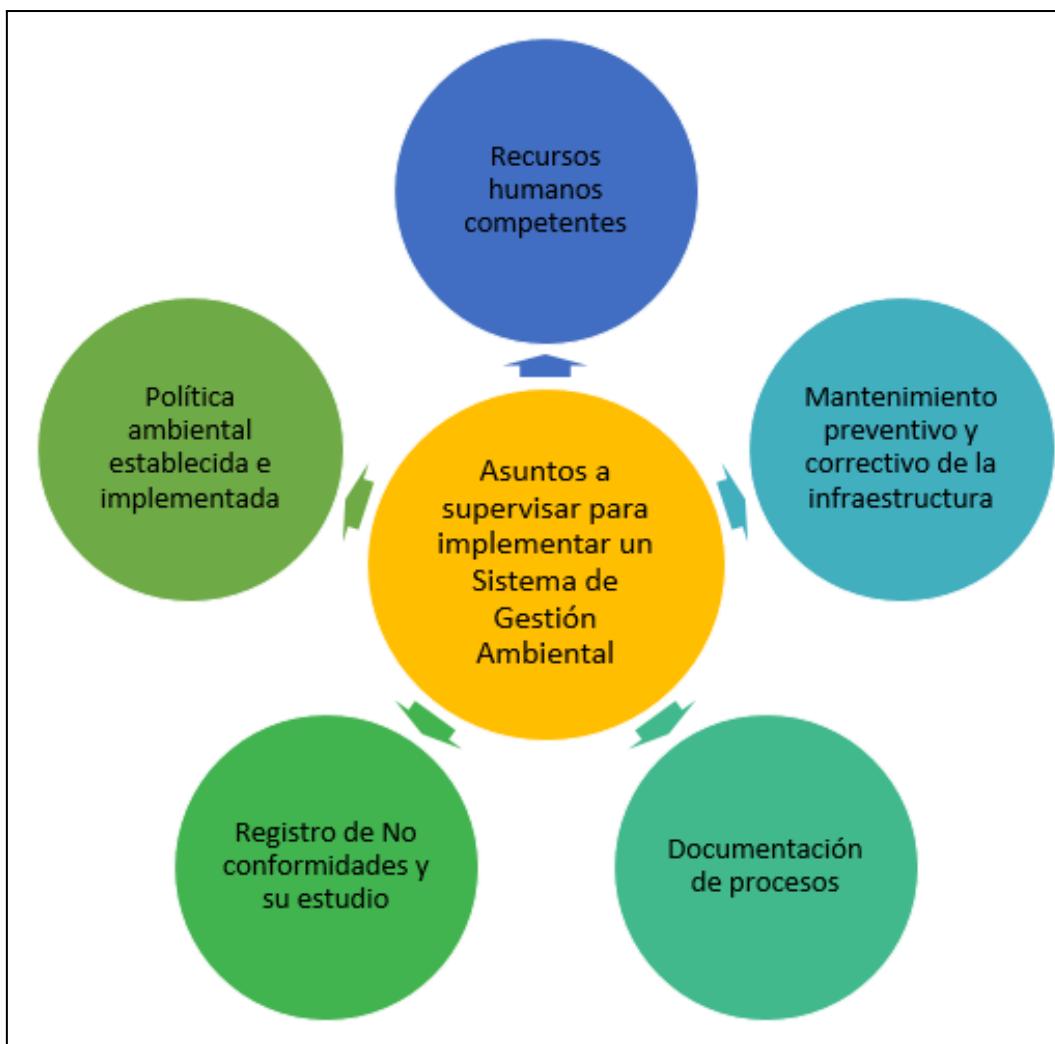 Recursos
humanos
competentes
Política
ambiental
establecida e
implementada
Mantenimiento
preventivo y
correctivo de la
infraestructura
Asuntos a
supervisar para
implementar un
Sistema de
Gestión
Ambiental
Registro de No
conformidades y
su estudio
Documentación
de procesos